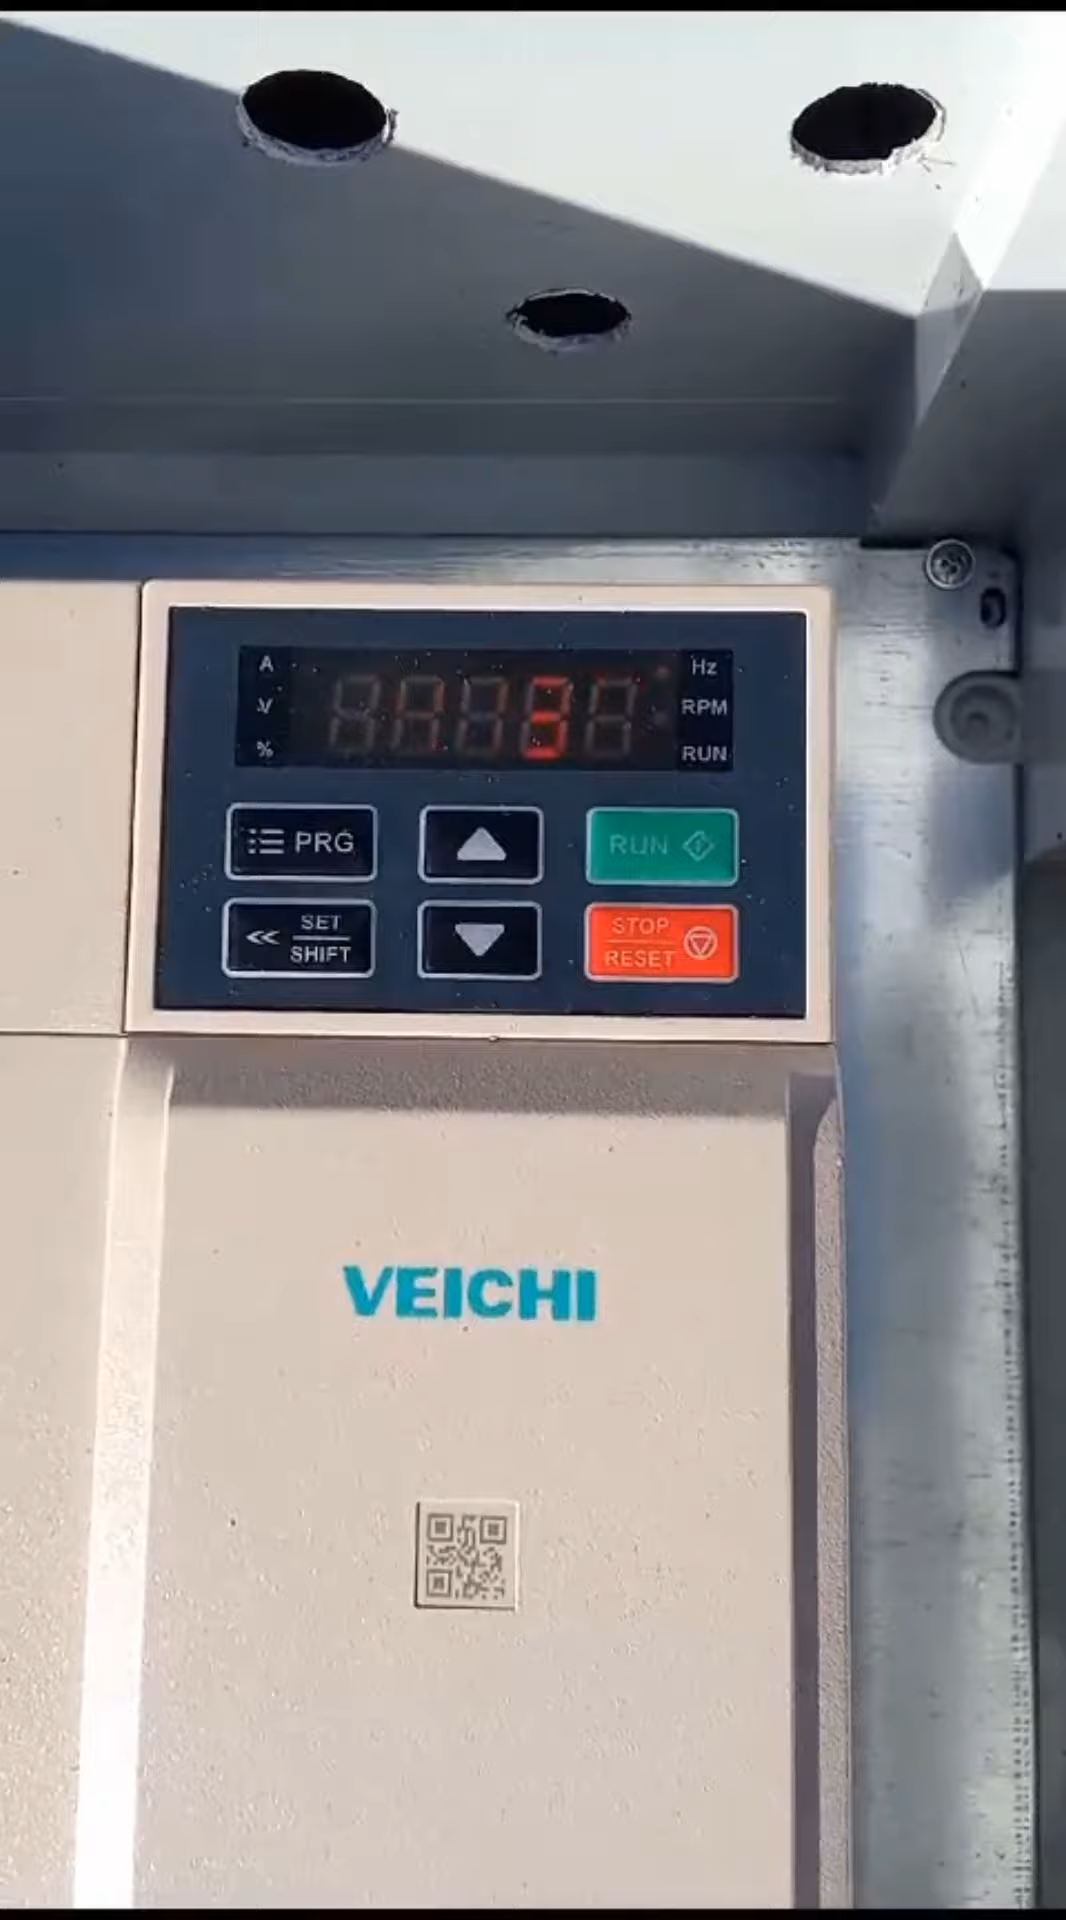 A
Hz
V
RPM
%
RUN
PRG
RUN
SET
SHIFT
STOP
RESET
VEICHI